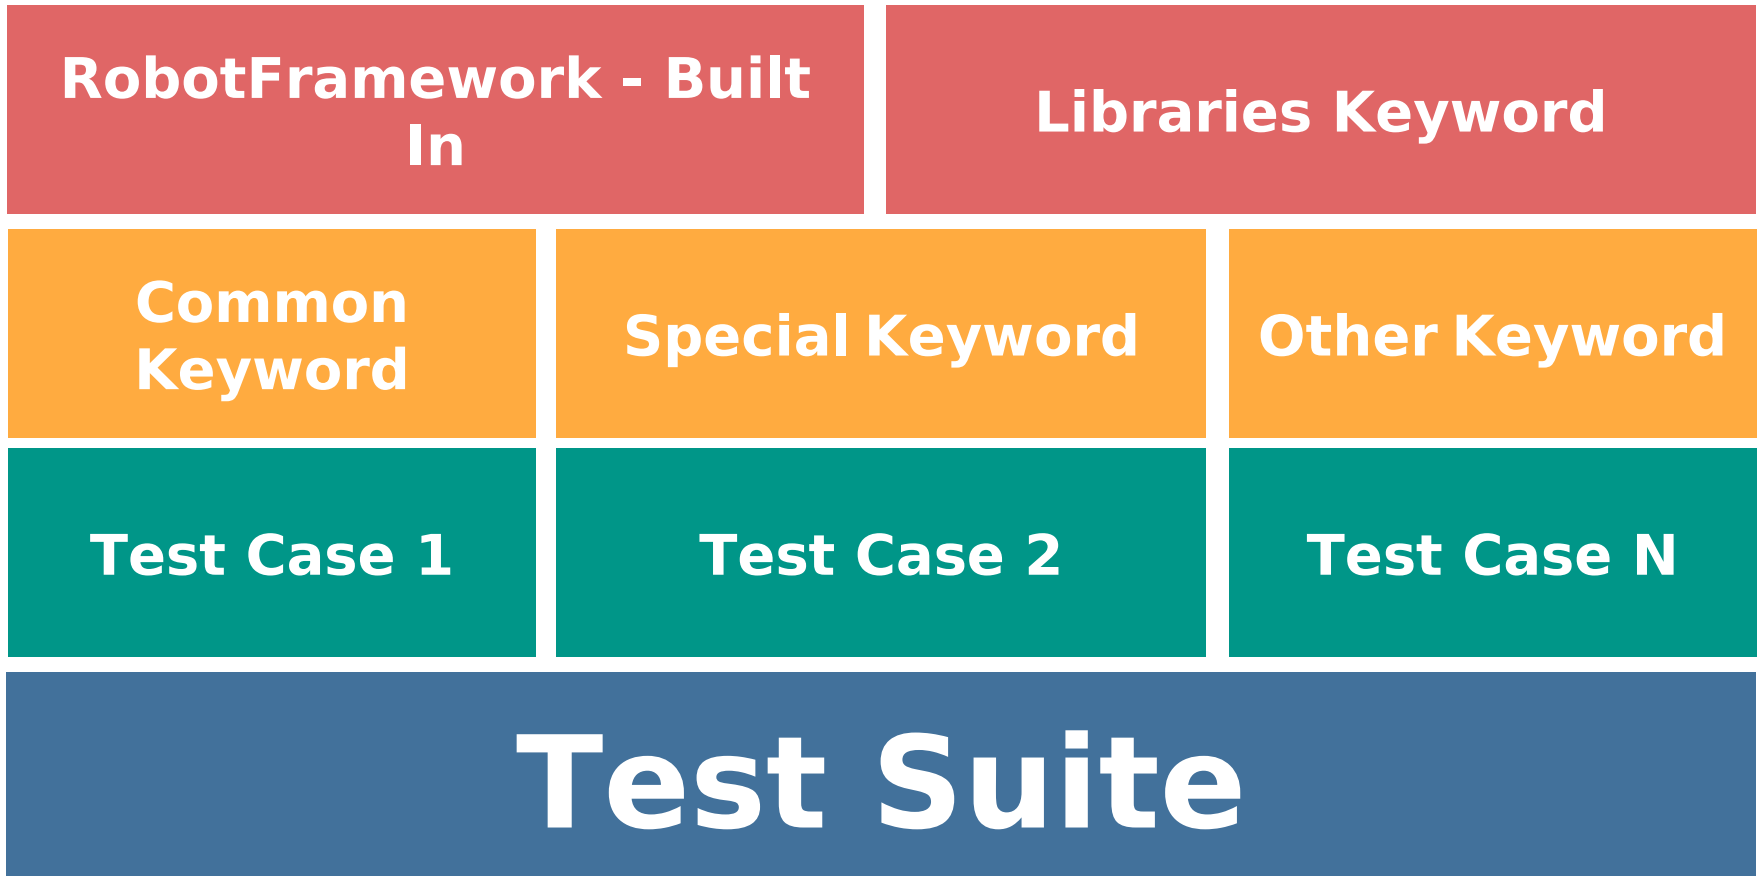 RobotFramework - Built
In
Libraries Keyword
Common
Keyword
Special Keyword
Other Keyword
Test Case 1
Test Case 2
Test Case N
Test Suite